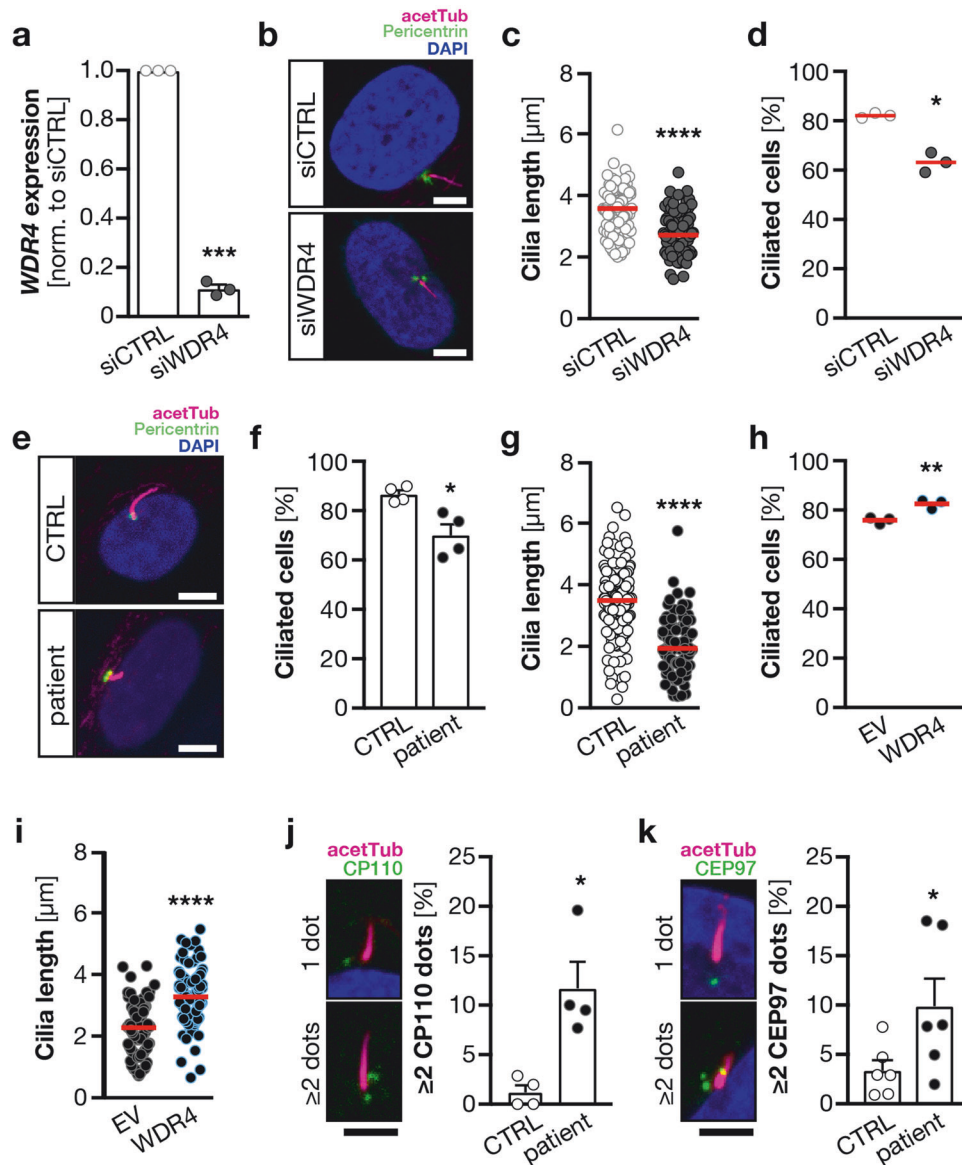 a
WDR4 expression
[norm. to siCTRL]
1.0
0.8
0.6
0.4
0.2
0
***
siCTRL
siWDR4
b
acetTub
Pericentrin
DAPI
siCTRL
siWDR4
c
Cilia length [µm]
8
6
4
2
0
****
siCTRL
siWDR4
d
Ciliated cells [%]
100
80
60
40
20
0
*
siCTRL
siWDR4
e
acetTub
Pericentrin
DAPI
CTRL
patient
f
Ciliated cells [%]
100
80
60
40
20
0
*
CTRL
patient
g
Cilia length [µm]
8
6
4
2
0
****
CTRL
patient
h
Ciliated cells [%]
100
80
60
40
20
0
**
EV
WDR4
i
Cilia length [µm]
8
6
4
2
0
****
EV
WDR4
j
acetTub
CP110
1 dot
≥2 dots
≥2 CP110 dots [%]
25
20
15
10
5
0
*
CTRL
patient
k
acetTub
CEP97
1 dot
≥2 dots
≥2 CEP97 dots [%]
25
20
15
10
5
0
*
CTRL
patient